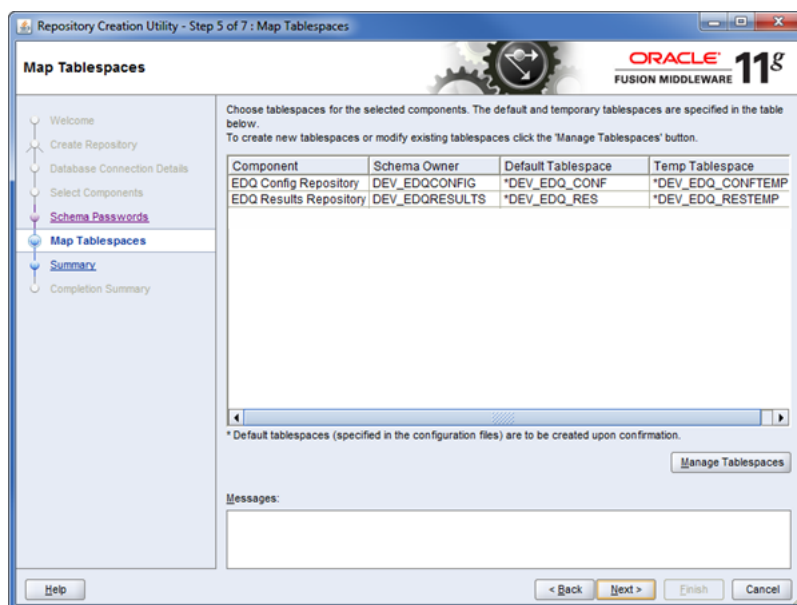 Repository Creation Utility - Step 5 of 7 : Map Tablespaces
Map Tablespaces
ORACLE
FUSION MIDDLEWARE
11g
Welcome
Create Repository
Database Connection Details
Select Components
Schema Passwords
Map Tablespaces
Summary
Completion Summary
Choose tablespaces for the selected components. The default and temporary tablespaces are specified in the table
below.
To create new tablespaces or modify existing tablespaces click the 'Manage Tablespaces' button.
Component Schema Owner Default Tablespace Temp Tablespace
EDQ Config Repository DEV_EDQCONFIG *DEV_EDQ_CONF *DEV_EDQ_CONFTEMP
EDQ Results Repository DEV_EDQRESULTS *DEV_EDQ_RES *DEV_EDQ_RESTEMP
* Default tablespaces (specified in the configuration files) are to be created upon confirmation.
Manage Tablespaces
Messages:
Help < Back Next > Finish Cancel